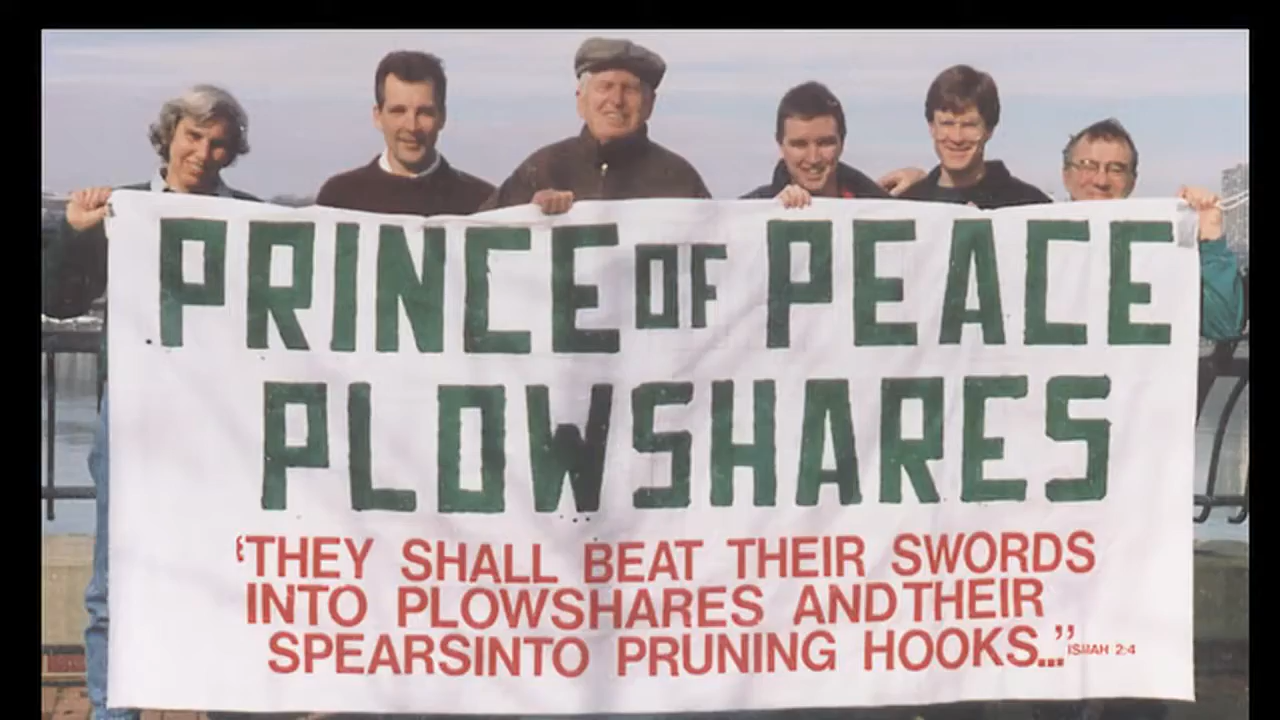 PRINCE OF PEACE
PLOWSHARES
‘THEY SHALL BEAT THEIR SWORDS
INTO PLOWSHARES AND THEIR
SPEARSINTO PRUNING HOOKS...” ISAIAH 2:4